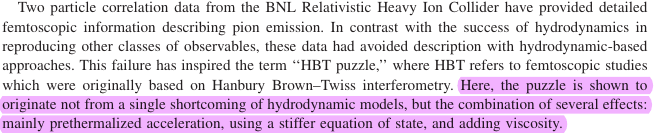 Two particle correlation data from the BNL Relativistic Heavy Ion Collider have provided detailed
femtoscopic information describing pion emission. In contrast with the success of hydrodynamics in
reproducing other classes of observables, these data had avoided description with hydrodynamic-based
approaches. This failure has inspired the term ‘‘HBT puzzle,’’ where HBT refers to femtoscopic studies
which were originally based on Hanbury Brown–Twiss interferometry. Here, the puzzle is shown to
originate not from a single shortcoming of hydrodynamic models, but the combination of several effects:
mainly prethermalized acceleration, using a stiffer equation of state, and adding viscosity.